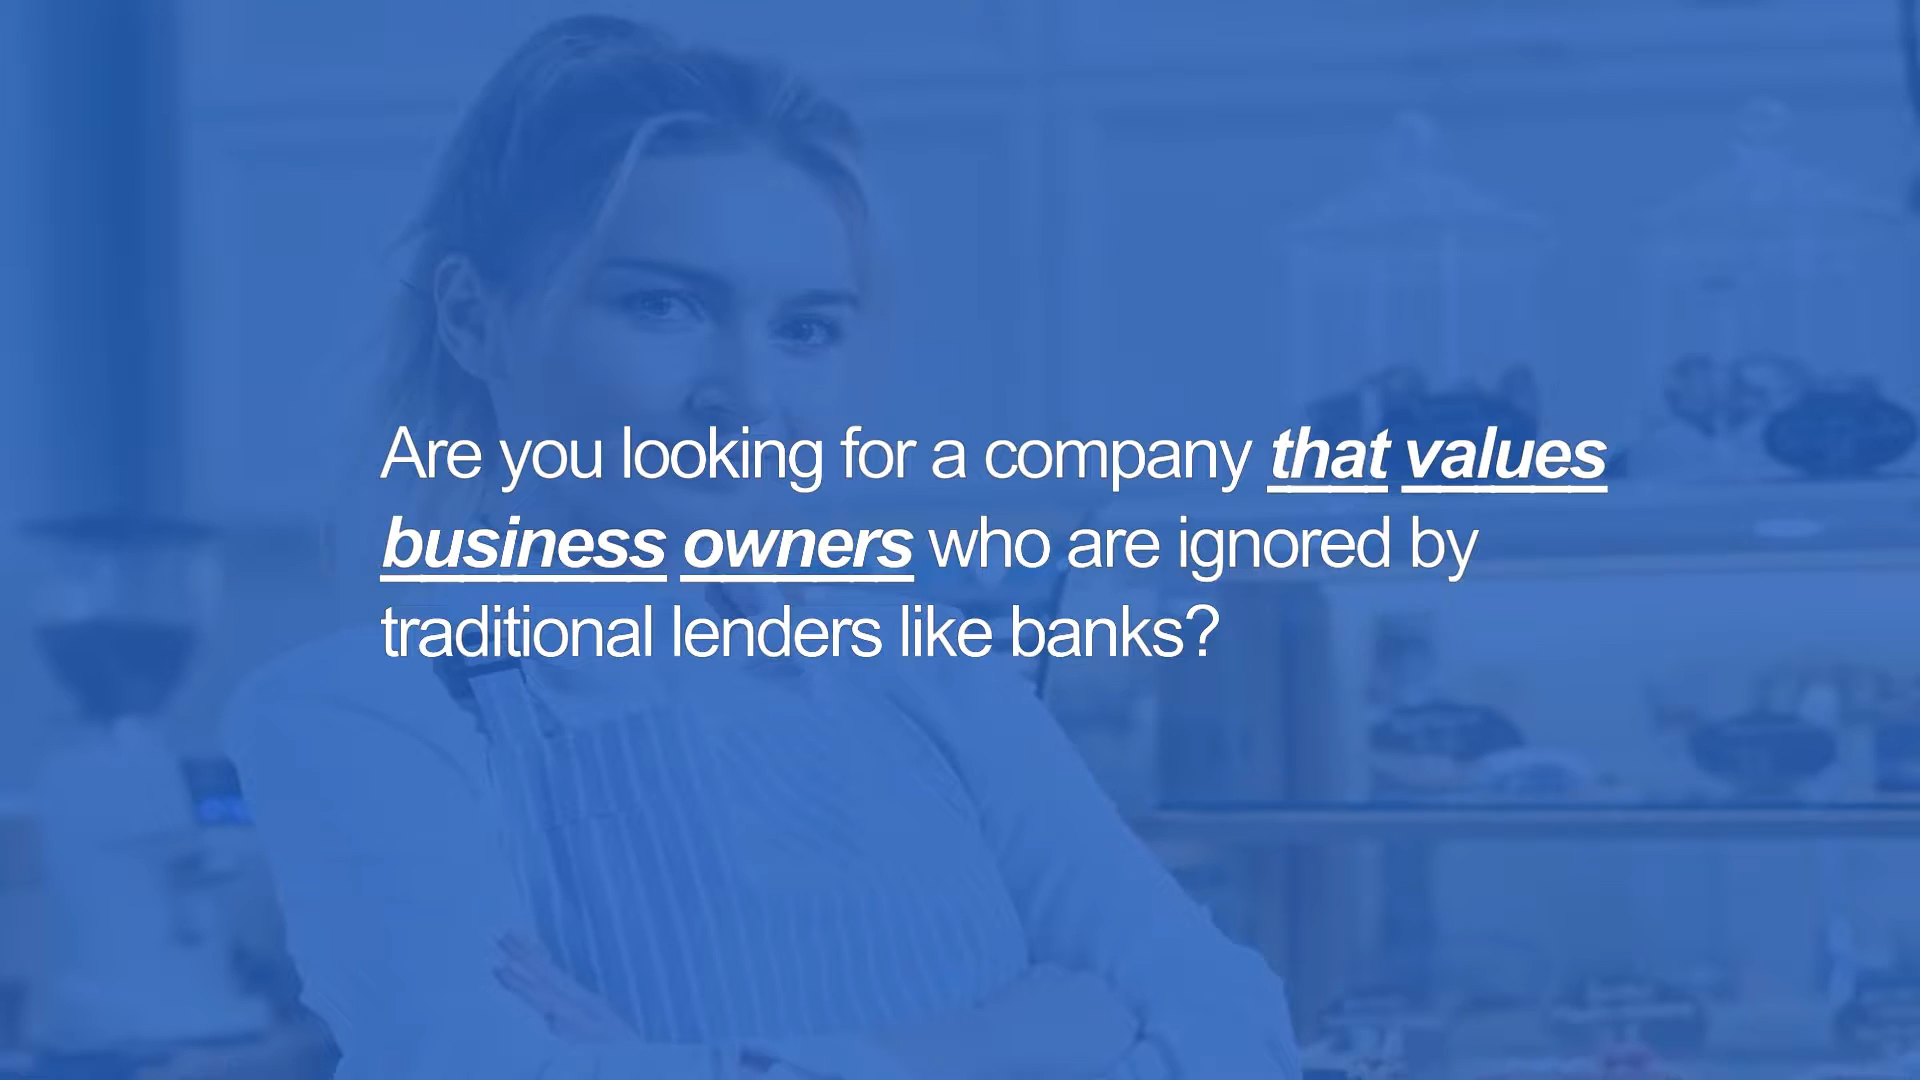 Are you looking for a company that values
business owners who are ignored by
traditional lenders like banks?